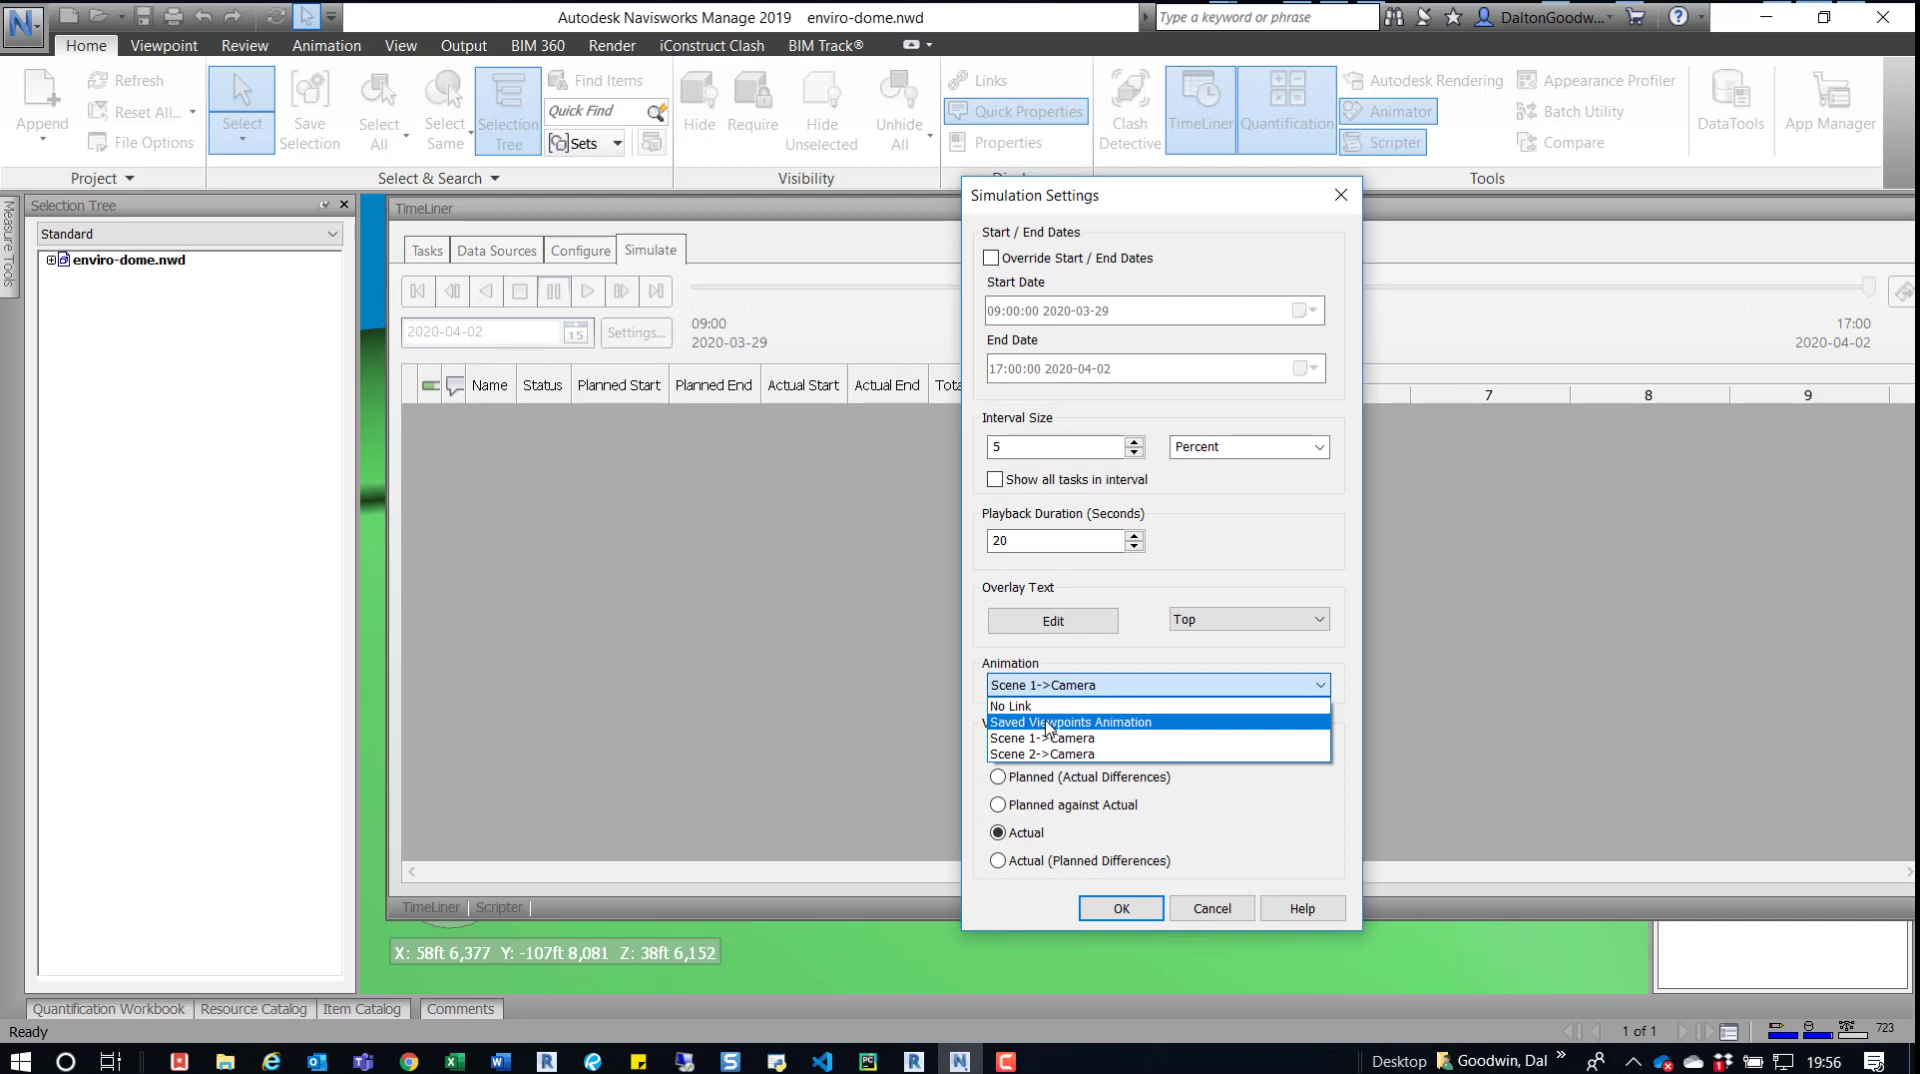 Autodesk Navisworks Manage 2019 enviro-dome.nwd
Type a keyword or phrase
DaltonGoodw...
Home Viewpoint Review Animation View Output BIM 360 Render iConstruct Clash BIM Track®
Append
Refresh
Reset All...
File Options
Project
Select
Save Selection
Select All
Select Same
Selection Tree
Find Items
Quick Find
Sets
Select & Search
Hide
Require
Hide Unselected
Unhide All
Visibility
Links
Quick Properties
Properties
Clash Detective
TimeLiner
Quantification
Autodesk Rendering
Animator
Scripter
Appearance Profiler
Batch Utility
Compare
DataTools
App Manager
Tools
Measure Tools
Selection Tree
Standard
enviro-dome.nwd
TimeLiner
Tasks Data Sources Configure Simulate
2020-04-02
15
Settings...
09:00
2020-03-29
17:00
2020-04-02
Name Status Planned Start Planned End Actual Start Actual End
7 8 9
Simulation Settings
Start / End Dates
Override Start / End Dates
Start Date
09:00:00 2020-03-29
End Date
17:00:00 2020-04-02
Interval Size
5 Percent
Show all tasks in interval
Playback Duration (Seconds)
20
Overlay Text
Edit Top
Animation
Scene 1->Camera
No Link
Saved Viewpoints Animation
Scene 1->Camera
Scene 2->Camera
Planned (Actual Differences)
Planned against Actual
Actual
Actual (Planned Differences)
OK Cancel Help
TimeLiner Scripter
X: 58ft 6,377 Y: -107ft 8,081 Z: 38ft 6,152
Quantification Workbook Resource Catalog Item Catalog Comments
Ready
1 of 1
723
Desktop
Goodwin, Dal
19:56